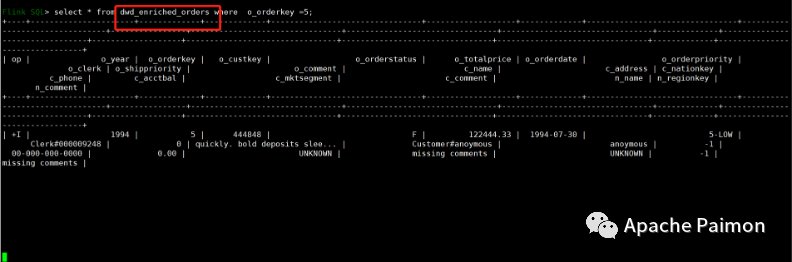 Flink SQL> select * from dwd_enriched_orders where  o_orderkey =5;
| op | o_year | o_orderkey | o_custkey | o_orderstatus | o_totalprice | o_orderdate | o_orderpriority |
o_clerk | o_shippriority | o_comment | c_name | c_address | c_nationkey |
c_phone | c_acctbal | c_mktsegment | c_comment | n_name | n_regionkey |
n_comment |
| +I | 1994 | 5 | 444848 | F | 122444.33 | 1994-07-30 | 5-LOW |
Clerk#000009248 | 0 | quickly. bold deposits slee... | Customer#anoymous | anoymous | -1 |
00-000-000-0000 | 0.00 | UNKNOWN | missing comments | UNKNOWN | -1 |
missing comments |
Apache Paimon